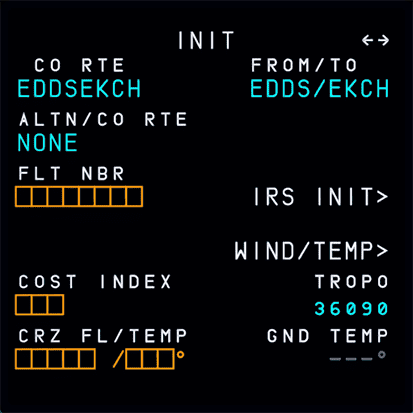 INIT ←→
CO RTE FROM/TO
EDDSEKCH EDDS/EKCH
ALTN/CO RTE
NONE
FLT NBR
□□□□□□□□ IRS INIT>
WIND/TEMP>
COST INDEX TROPO
□□□ 36090
CRZ FL/TEMP GND TEMP
□□□□□ /□□□° ---°